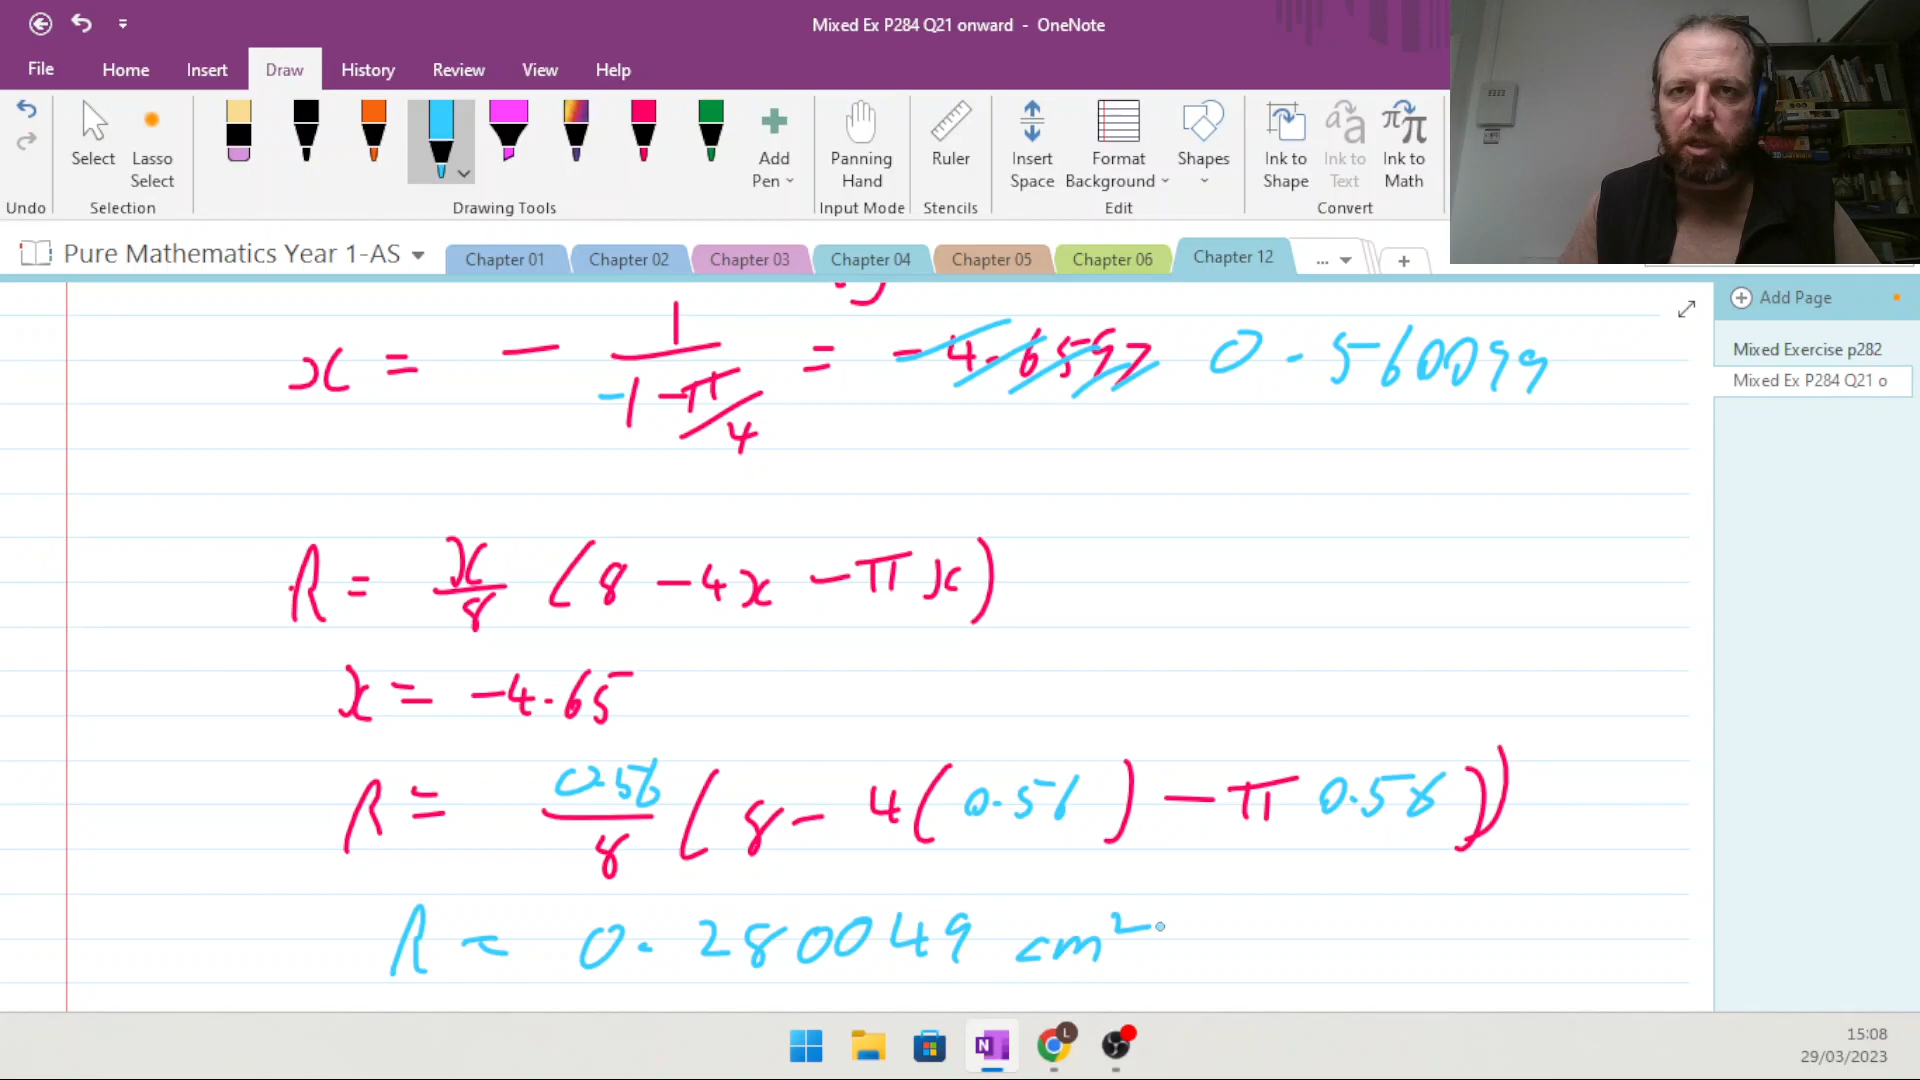 Mixed Ex P284 Q21 onward - OneNote
File Home Insert Draw History Review View Help
Select Lasso Select Add Pen Panning Hand Ruler Insert Space Format Background Shapes Ink to Shape Ink to Text Ink to Math
Undo Selection Drawing Tools Input Mode Stencils Edit Convert
Pure Mathematics Year 1-AS Chapter 01 Chapter 02 Chapter 03 Chapter 04 Chapter 05 Chapter 06 Chapter 12 ... +
Add Page
Mixed Exercise p282
Mixed Ex P284 Q21 o
x = - 1/(-1 - π/4) = -4.6597 0.560099
R = x/8 (8 - 4x - πx)
x = -4.65
R = 0.56/8 (8 - 4(0.56) - π 0.56))
R = 0.280049 cm²
15:08
29/03/2023